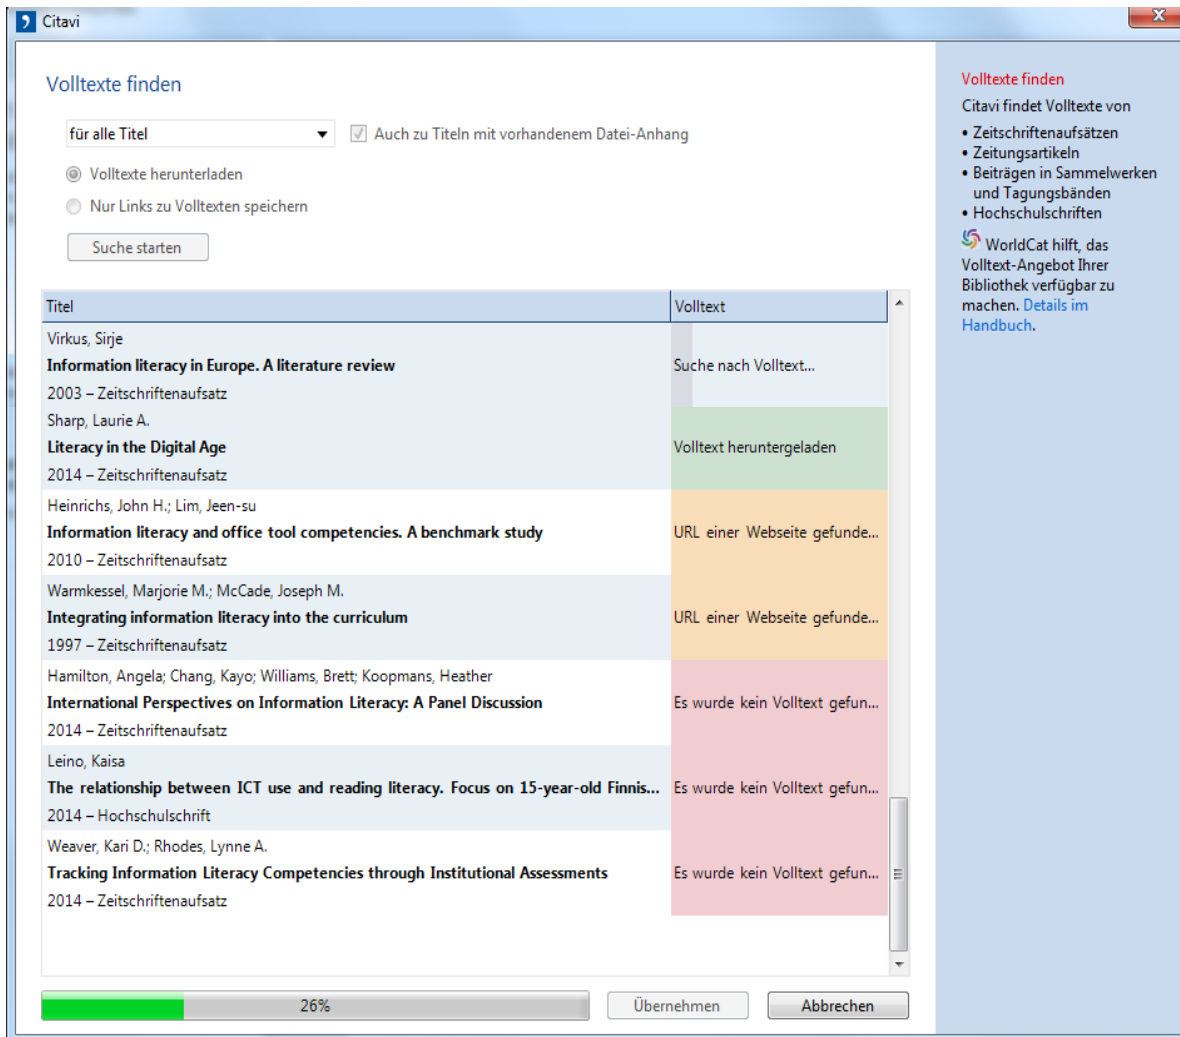 Citavi
Volltexte finden
für alle Titel
Auch zu Titeln mit vorhandenem Datei-Anhang
Volltexte herunterladen
Nur Links zu Volltexten speichern
Suche starten
Titel Volltext
Virkus, Sirje
Information literacy in Europe. A literature review Suche nach Volltext...
2003 – Zeitschriftenaufsatz
Sharp, Laurie A.
Literacy in the Digital Age Volltext heruntergeladen
2014 – Zeitschriftenaufsatz
Heinrichs, John H.; Lim, Jeen-su
Information literacy and office tool competencies. A benchmark study URL einer Webseite gefunde...
2010 – Zeitschriftenaufsatz
Warmkessel, Marjorie M.; McCade, Joseph M.
Integrating information literacy into the curriculum URL einer Webseite gefunde...
1997 – Zeitschriftenaufsatz
Hamilton, Angela; Chang, Kayo; Williams, Brett; Koopmans, Heather
International Perspectives on Information Literacy: A Panel Discussion Es wurde kein Volltext gefun...
2014 – Zeitschriftenaufsatz
Leino, Kaisa
The relationship between ICT use and reading literacy. Focus on 15-year-old Finnis... Es wurde kein Volltext gefun...
2014 – Hochschulschrift
Weaver, Kari D.; Rhodes, Lynne A.
Tracking Information Literacy Competencies through Institutional Assessments Es wurde kein Volltext gefun...
2014 – Zeitschriftenaufsatz
26% Übernehmen Abbrechen
Volltexte finden
Citavi findet Volltexte von
• Zeitschriftenaufsätzen
• Zeitungsartikeln
• Beiträgen in Sammelwerken
und Tagungsbänden
• Hochschulschriften
WorldCat hilft, das
Volltext-Angebot Ihrer
Bibliothek verfügbar zu
machen. Details im
Handbuch.